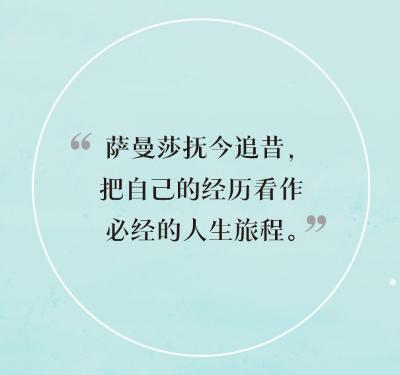 “萨曼莎抚今追昔，
把自己的经历看作
必经的人生旅程。”